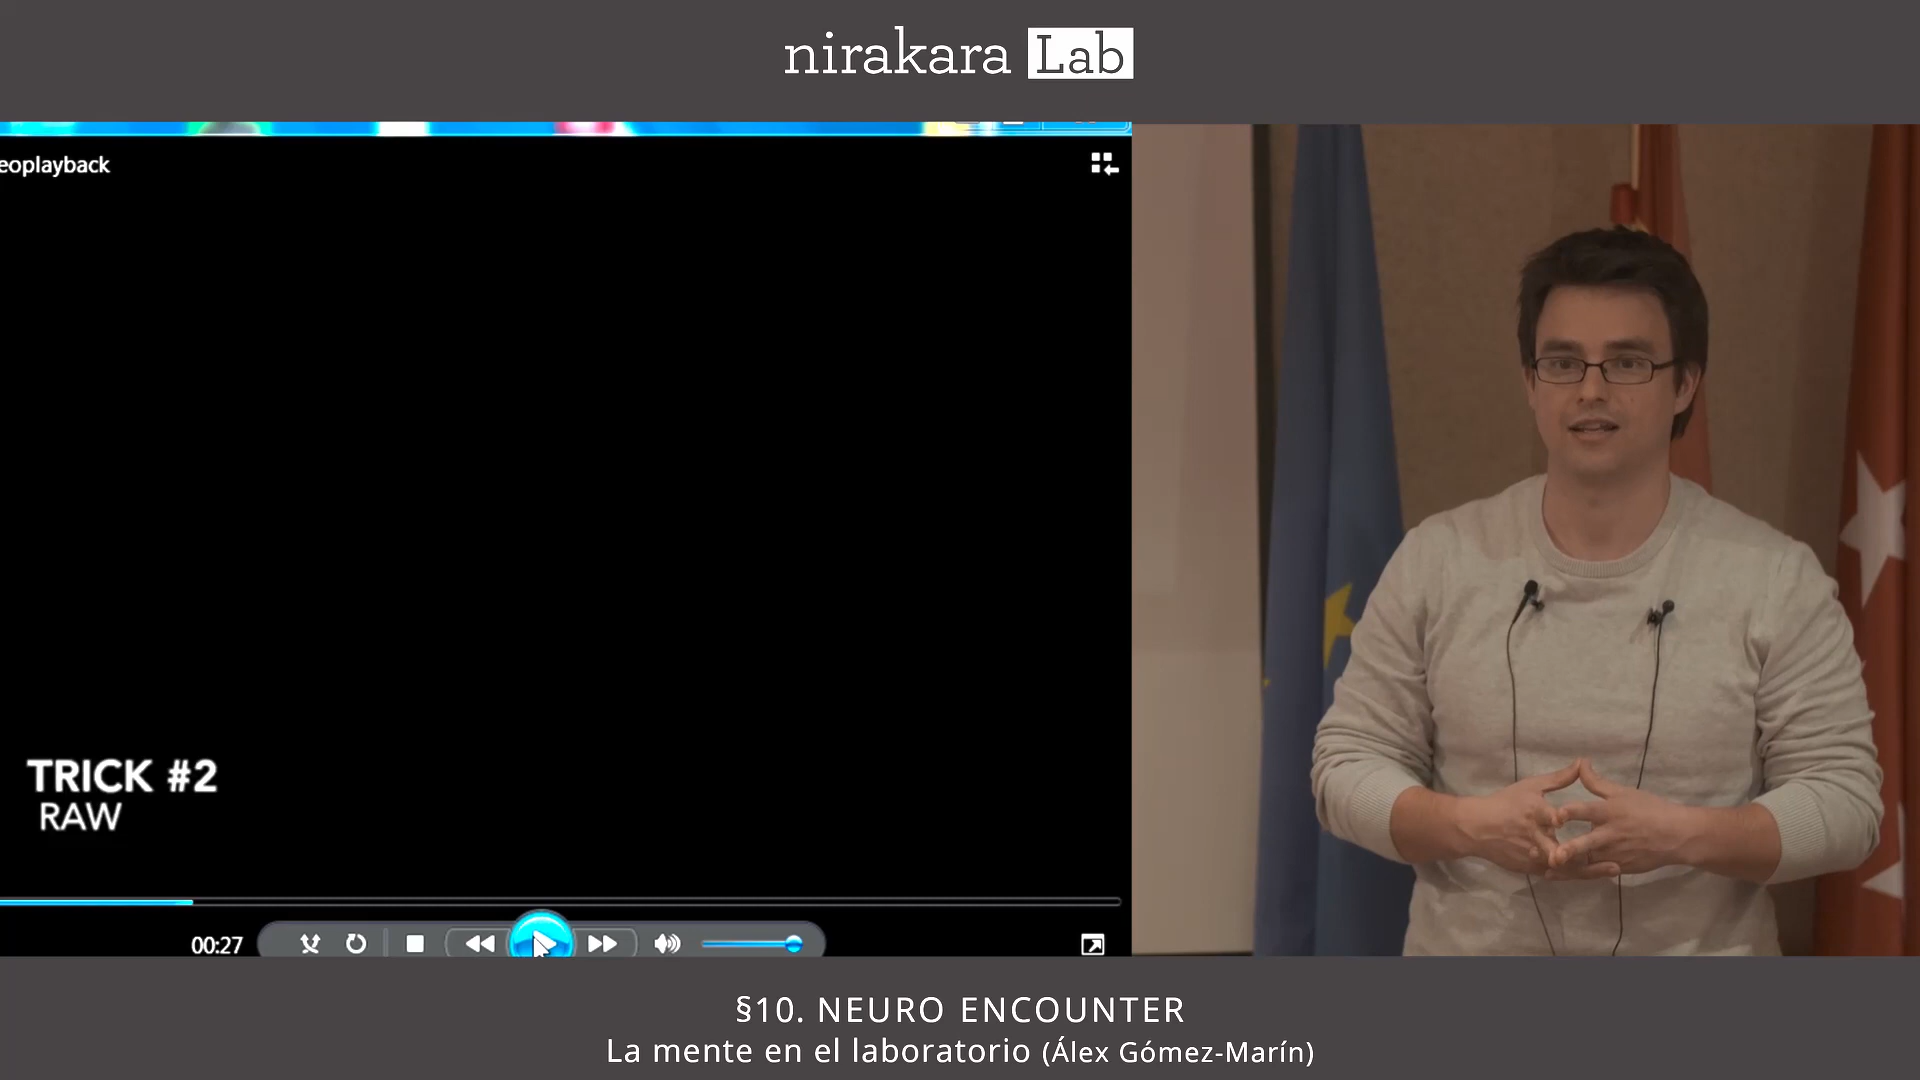 nirakara Lab
eoplayback
TRICK #2
RAW
00:27
§10. NEURO ENCOUNTER
La mente en el laboratorio (Álex Gómez-Marín)